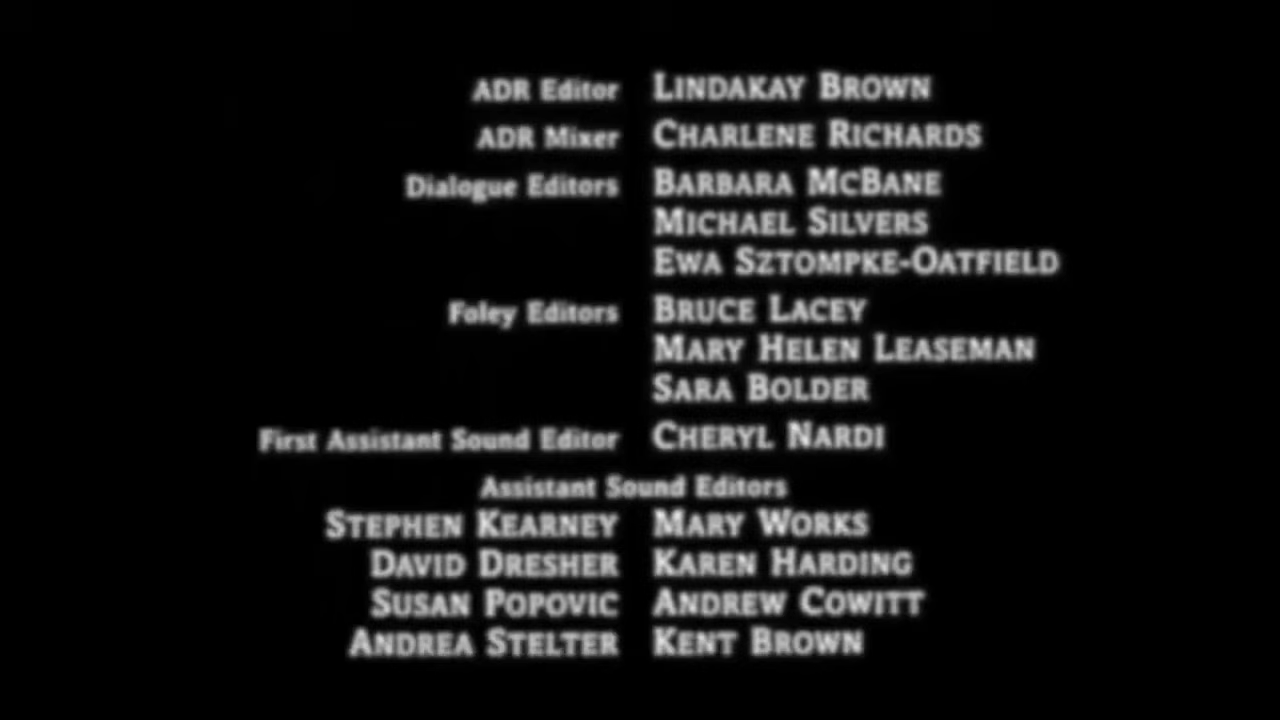 ADR Editor LINDAKAY BROWN
ADR Mixer CHARLENE RICHARDS
Dialogue Editors BARBARA MCBANE
MICHAEL SILVERS
EWA SZTOMPKE-OATFIELD
Foley Editors BRUCE LACEY
MARY HELEN LEASEMAN
SARA BOLDER
First Assistant Sound Editor CHERYL NARDI
Assistant Sound Editors
STEPHEN KEARNEY MARY WORKS
DAVID DRESHER KAREN HARDING
SUSAN POPOVIC ANDREW COWITT
ANDREA STELTER KENT BROWN